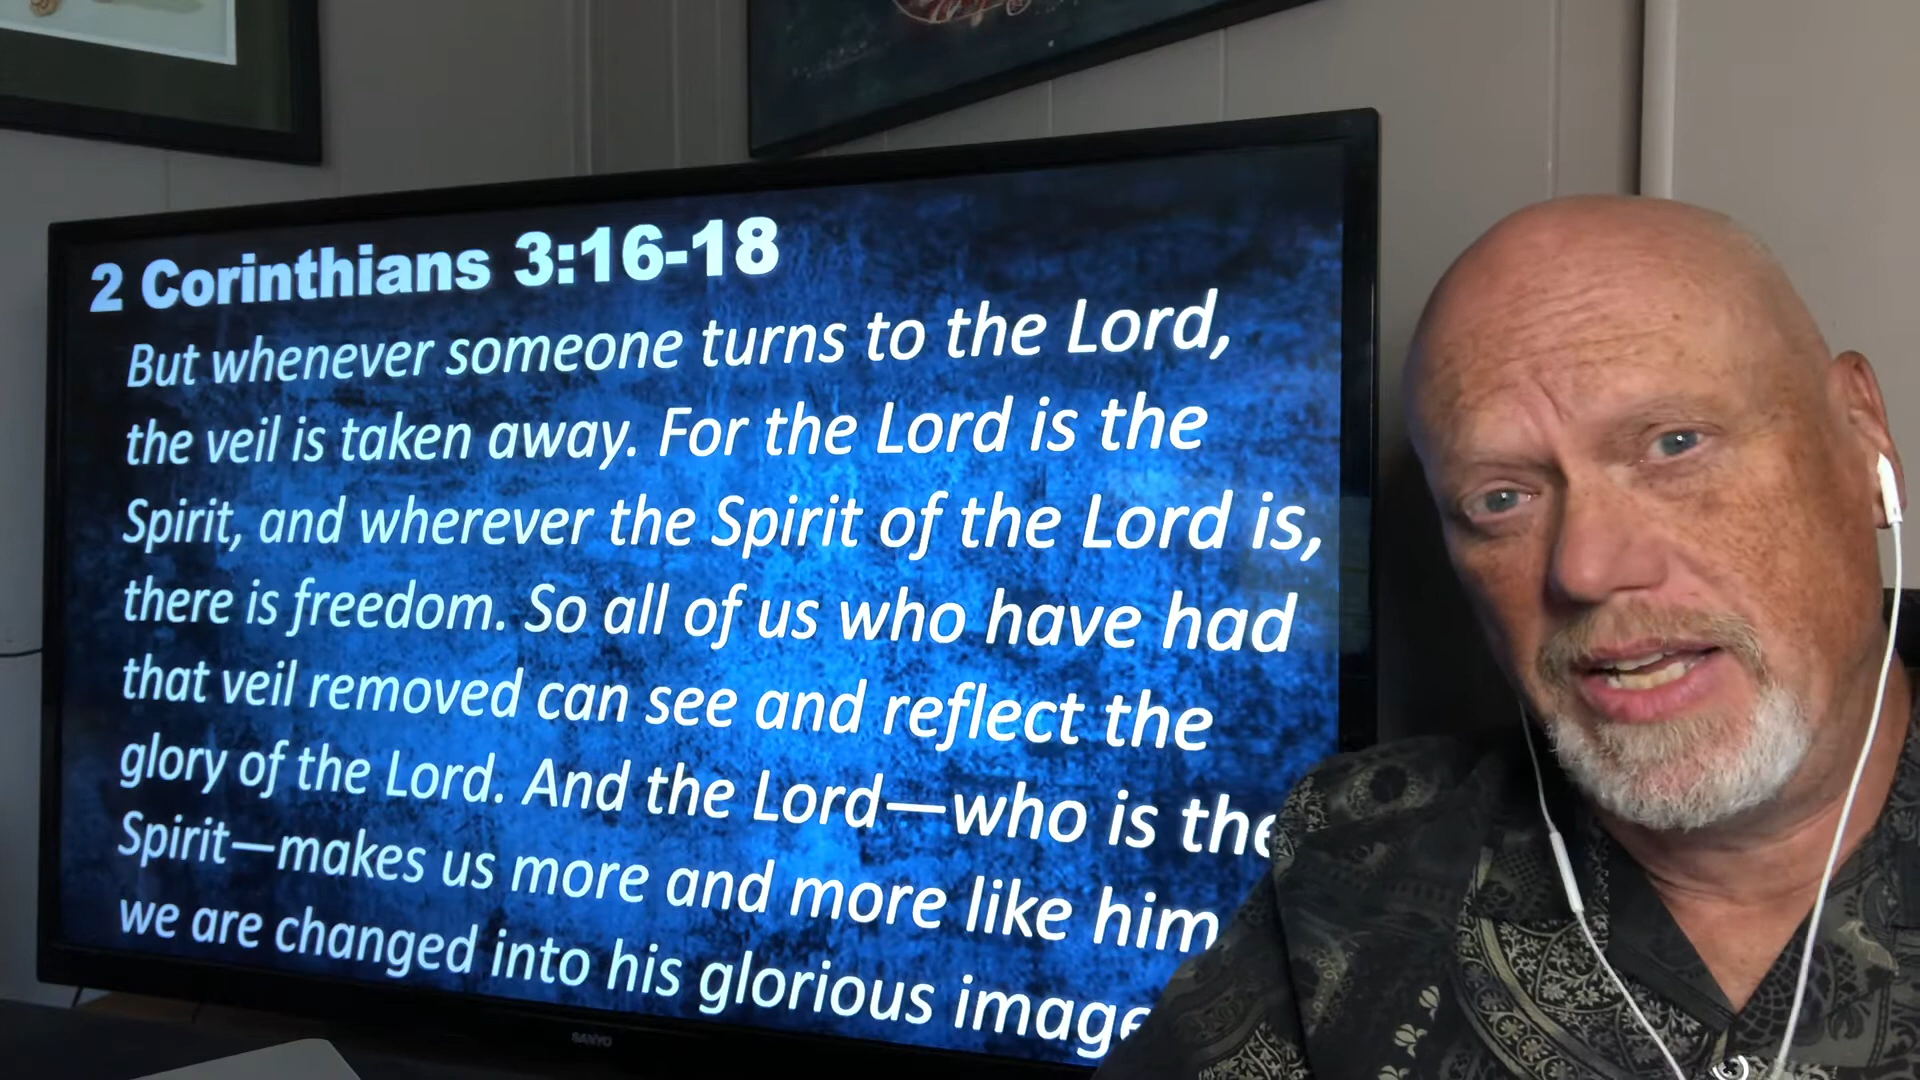 2 Corinthians 3:16-18
But whenever someone turns to the Lord,
the veil is taken away. For the Lord is the
Spirit, and wherever the Spirit of the Lord is,
there is freedom. So all of us who have had
that veil removed can see and reflect the
glory of the Lord. And the Lord—who is the
Spirit—makes us more and more like him
we are changed into his glorious image
SANYO